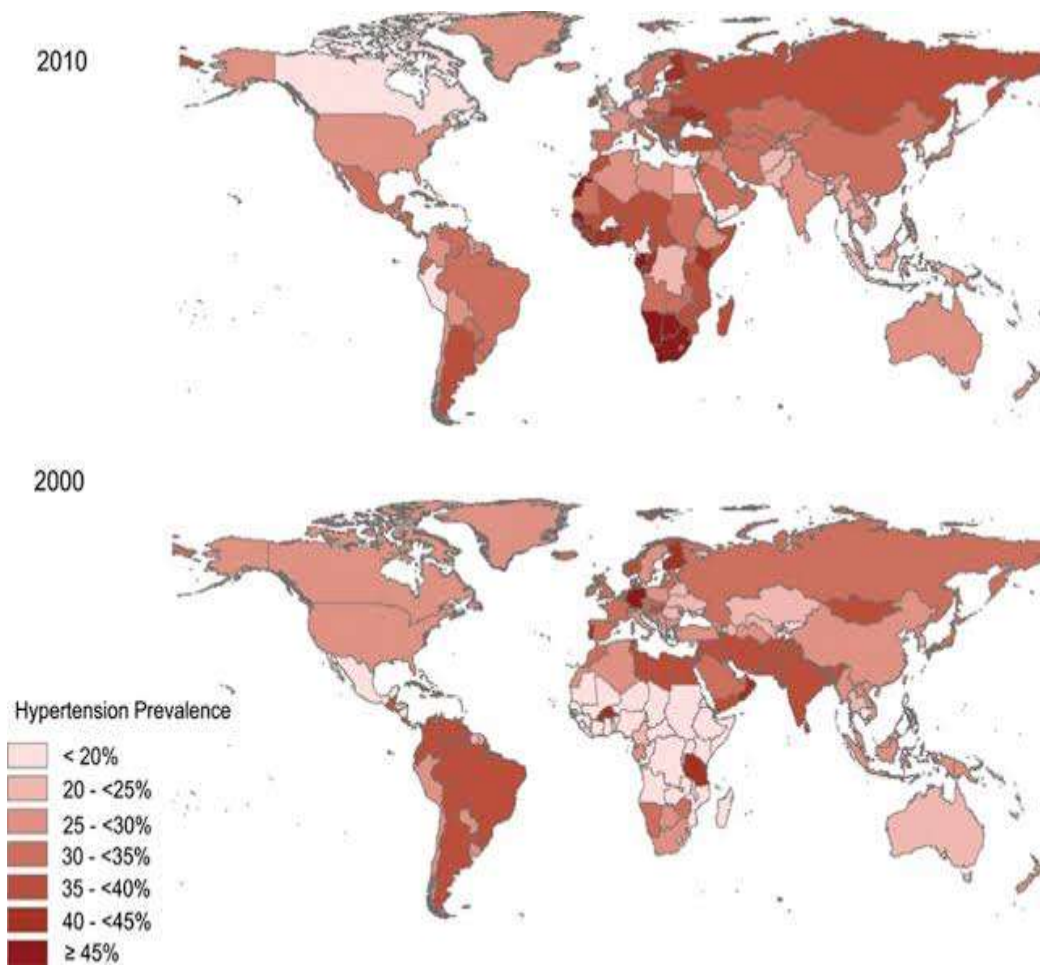 2010
2000
Hypertension Prevalence
< 20%
20 - <25%
25 - <30%
30 - <35%
35 - <40%
40 - <45%
≥ 45%